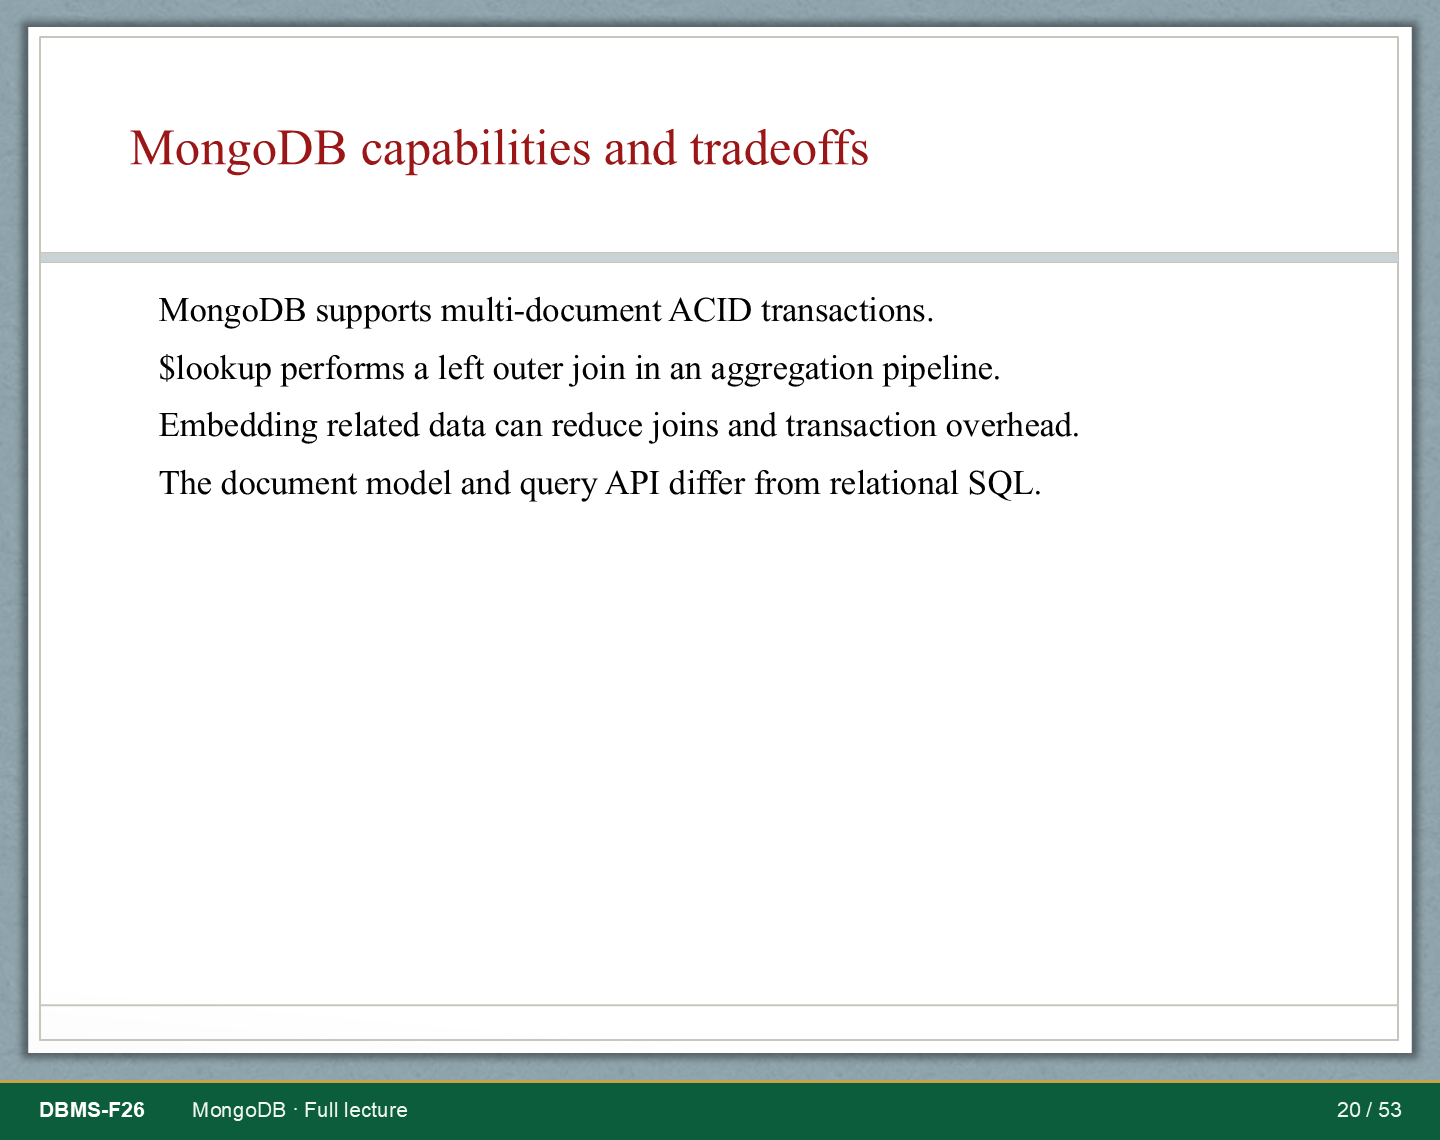 MongoDB capabilities and tradeoffs
MongoDB supports multi-document ACID transactions.
$lookup performs a left outer join in an aggregation pipeline.
Embedding related data can reduce joins and transaction overhead.
The document model and query API differ from relational SQL.
DBMS-F26 MongoDB · Full lecture 20 / 53